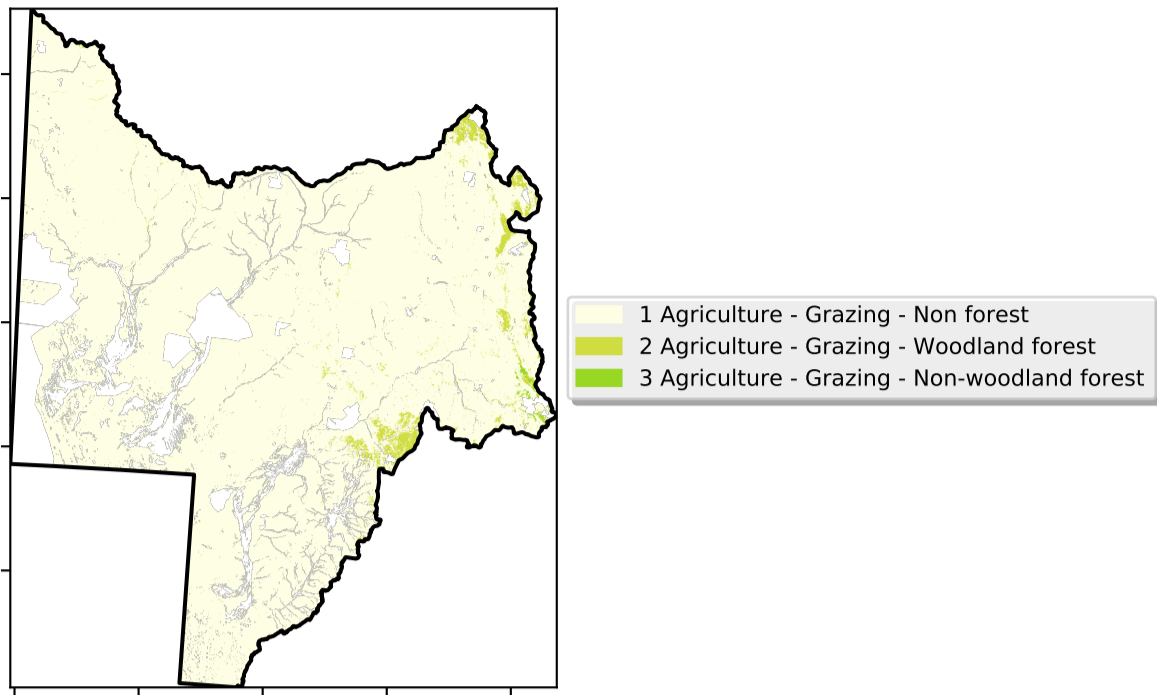 1 Agriculture - Grazing - Non forest
2 Agriculture - Grazing - Woodland forest
3 Agriculture - Grazing - Non-woodland forest